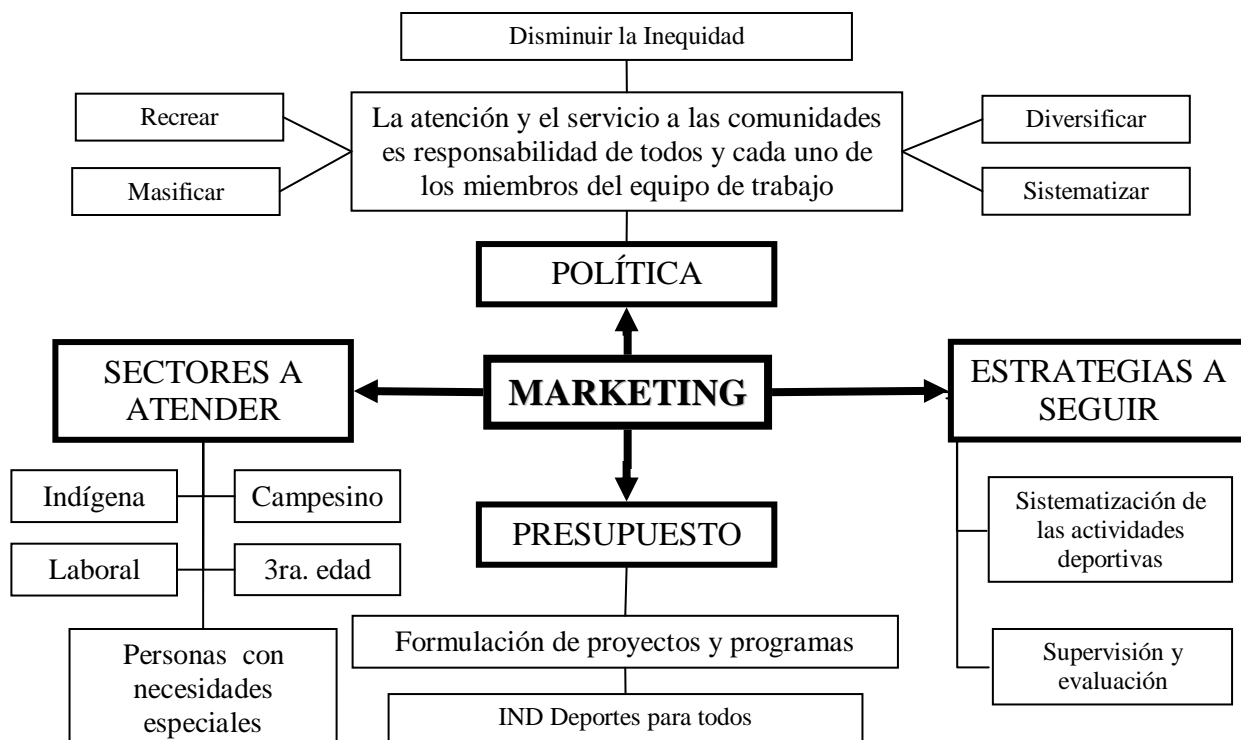 Disminuir la Inequidad
Recrear
Masificar
La atención y el servicio a las comunidades
es responsabilidad de todos y cada uno de
los miembros del equipo de trabajo
Diversificar
Sistematizar
POLÍTICA
SECTORES A
ATENDER
MARKETING
ESTRATEGIAS A
SEGUIR
Indígena
Campesino
Laboral
3ra. edad
Personas con
necesidades
especiales
PRESUPUESTO
Formulación de proyectos y programas
IND Deportes para todos
Sistematización de
las actividades
deportivas
Supervisión y
evaluación